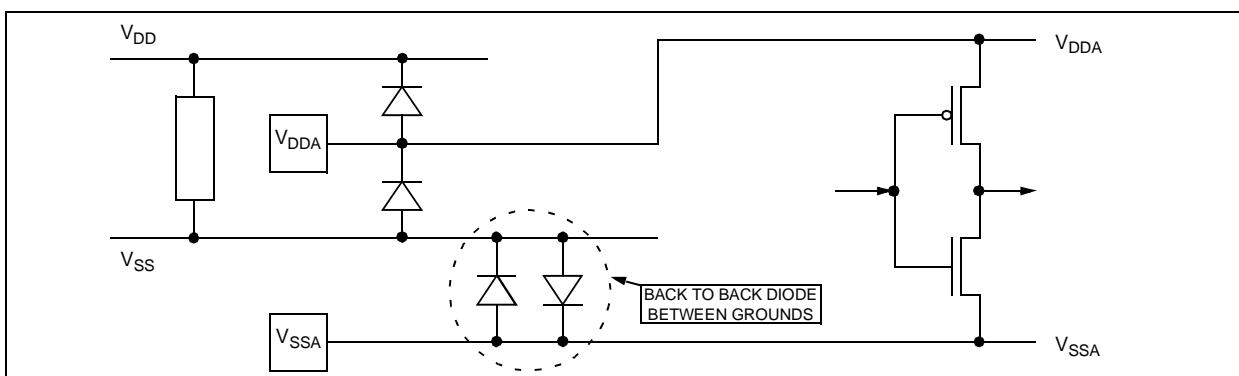 VDD
VDDA
VDDA
VSS
BACK TO BACK DIODE
BETWEEN GROUNDS
VSSA
VSSA